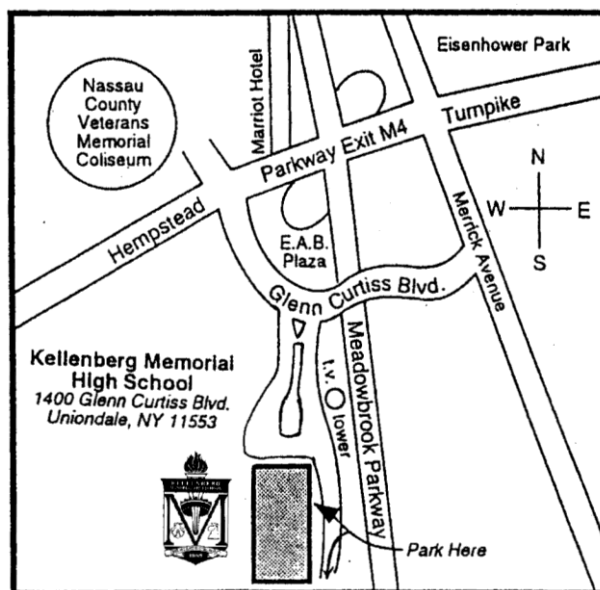 Eisenhower Park
Nassau
County
Veterans
Memorial
Coliseum
Marriot Hotel
Hempstead
Parkway Exit M4
Turnpike
N
W
E
S
Merrick Avenue
E.A.B.
Plaza
Glenn Curtiss Blvd.
Kellenberg Memorial
High School
1400 Glenn Curtiss Blvd.
Uniondale, NY 11553
t.v.
tower
Meadowbrook Parkway
M
Park Here